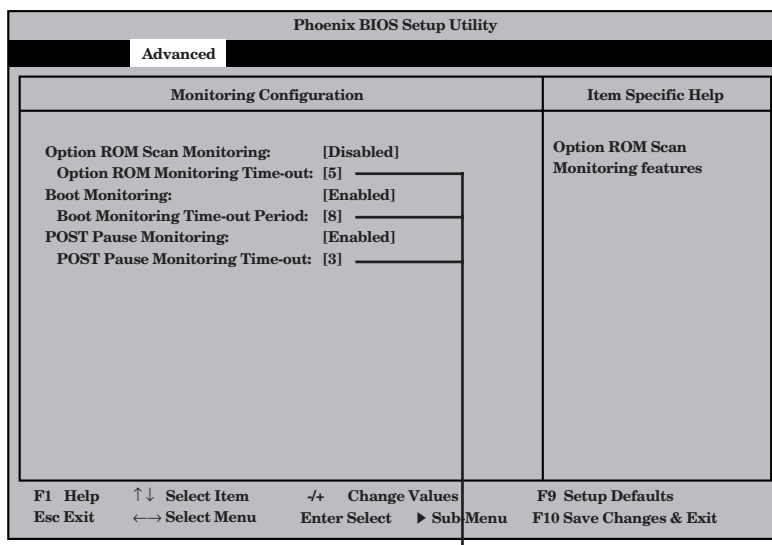 Phoenix BIOS Setup Utility
Advanced
Monitoring Configuration
Item Specific Help
Option ROM Scan Monitoring: [Disabled]
Option ROM Monitoring Time-out: [5]
Boot Monitoring: [Enabled]
Boot Monitoring Time-out Period: [8]
POST Pause Monitoring: [Enabled]
POST Pause Monitoring Time-out: [3]
Option ROM Scan
Monitoring features
F1 Help ↑↓ Select Item -/+ Change Values F9 Setup Defaults
Esc Exit ←→ Select Menu Enter Select ▶ Sub-Menu F10 Save Changes & Exit